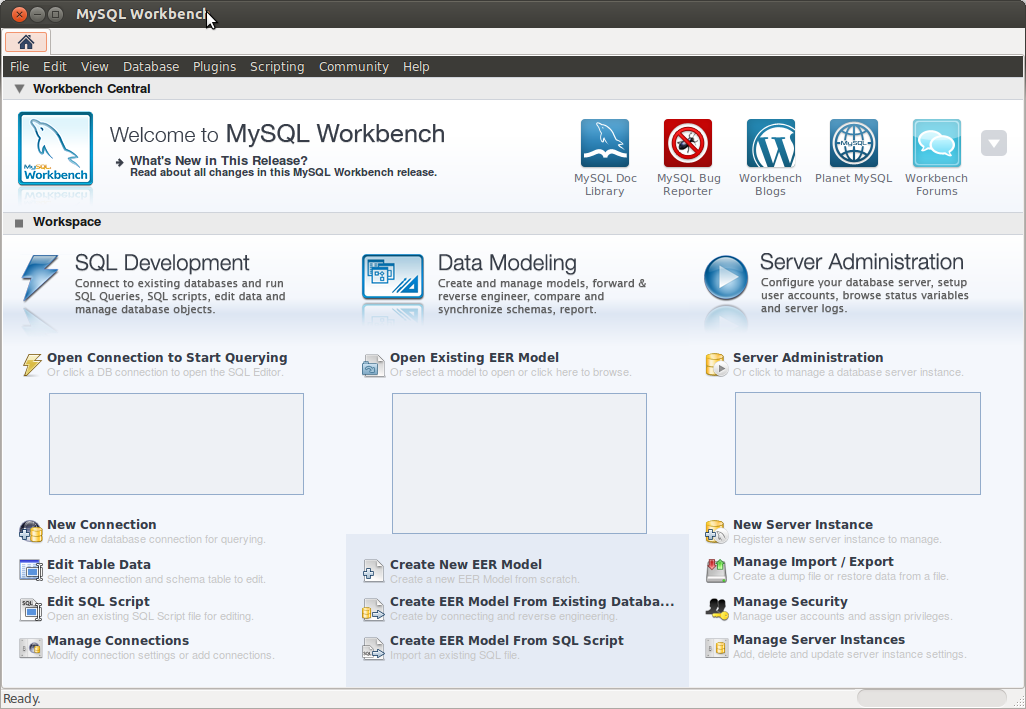 MySQL Workbench
File Edit View Database Plugins Scripting Community Help
Workbench Central
MySQL
Workbench
Welcome to MySQL Workbench
What's New in This Release?
Read about all changes in this MySQL Workbench release.
MySQL Doc
Library
MySQL Bug
Reporter
Workbench
Blogs
MySQL
Planet MySQL
Workbench
Forums
Workspace
SQL Development
Connect to existing databases and run
SQL Queries, SQL scripts, edit data and
manage database objects.
Open Connection to Start Querying
Or click a DB connection to open the SQL Editor.
New Connection
Add a new database connection for querying.
Edit Table Data
Select a connection and schema table to edit.
SQL
Edit SQL Script
Open an existing SQL Script file for editing.
Manage Connections
Modify connection settings or add connections.
Data Modeling
Create and manage models, forward &
reverse engineer, compare and
synchronize schemas, report.
Open Existing EER Model
Or select a model to open or click here to browse.
Create New EER Model
Create a new EER Model from scratch.
Create EER Model From Existing Databa...
Create by connecting and reverse engineering.
SQL
Create EER Model From SQL Script
Import an existing SQL file.
Server Administration
Configure your database server, setup
user accounts, browse status variables
and server logs.
Server Administration
Or click to manage a database server instance.
New Server Instance
Register a new server instance to manage.
Manage Import / Export
Create a dump file or restore data from a file.
Manage Security
Manage user accounts and assign privileges.
Manage Server Instances
Add, delete and update server instance settings.
Ready.